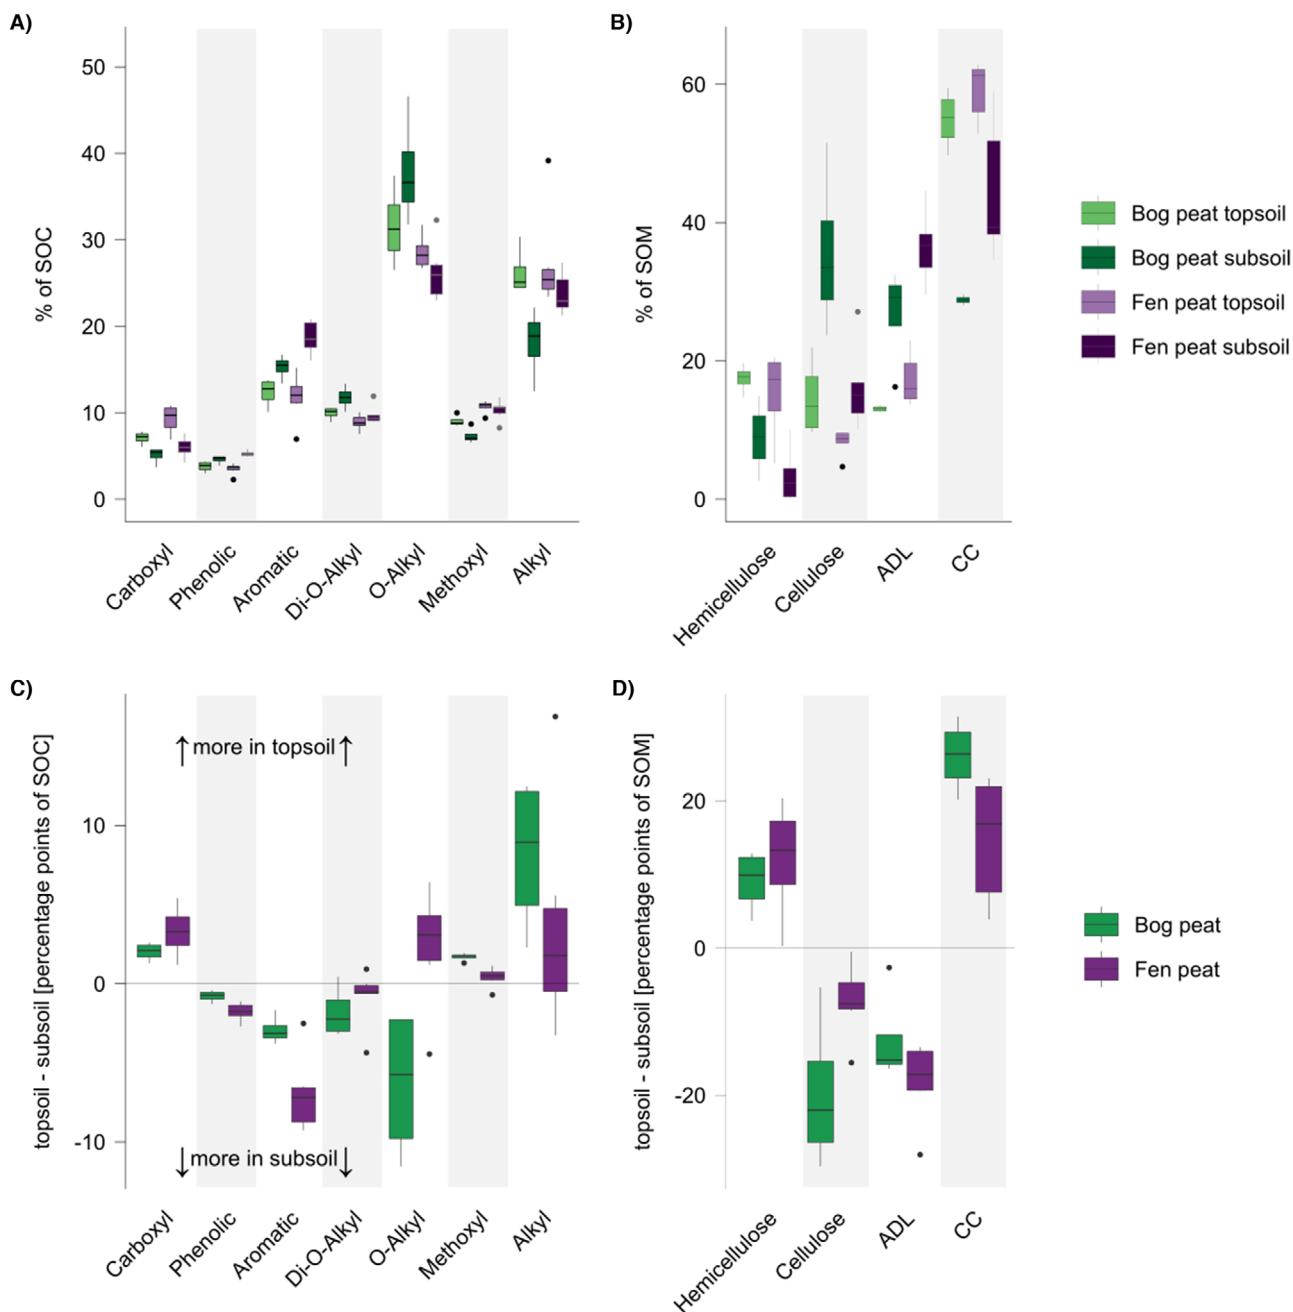 A)
50
40
30
20
10
0
% of SOC
Carboxyl
Phenolic
Aromatic
Di-O-Alkyl
O-Alkyl
Methoxyl
Alkyl
B)
60
40
20
0
% of SOM
Hemicellulose
Cellulose
ADL
CC
Bog peat topsoil
Bog peat subsoil
Fen peat topsoil
Fen peat subsoil
C)
↑more in topsoil↑
10
0
-10
topsoil - subsoil [percentage points of SOC]
↓more in subsoil↓
Carboxyl
Phenolic
Aromatic
Di-O-Alkyl
O-Alkyl
Methoxyl
Alkyl
D)
20
0
-20
topsoil - subsoil [percentage points of SOM]
Hemicellulose
Cellulose
ADL
CC
Bog peat
Fen peat